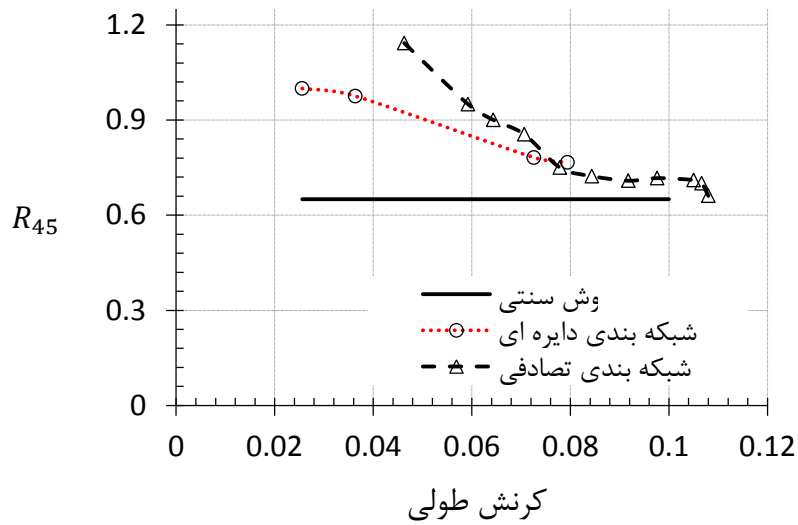 1.2
0.9
0.6
0.3
0
R₄₅
وش سنتی
شبکه بندی دایره ای
شبکه بندی تصادفی
0 0.02 0.04 0.06 0.08 0.1 0.12
کرنش طولی